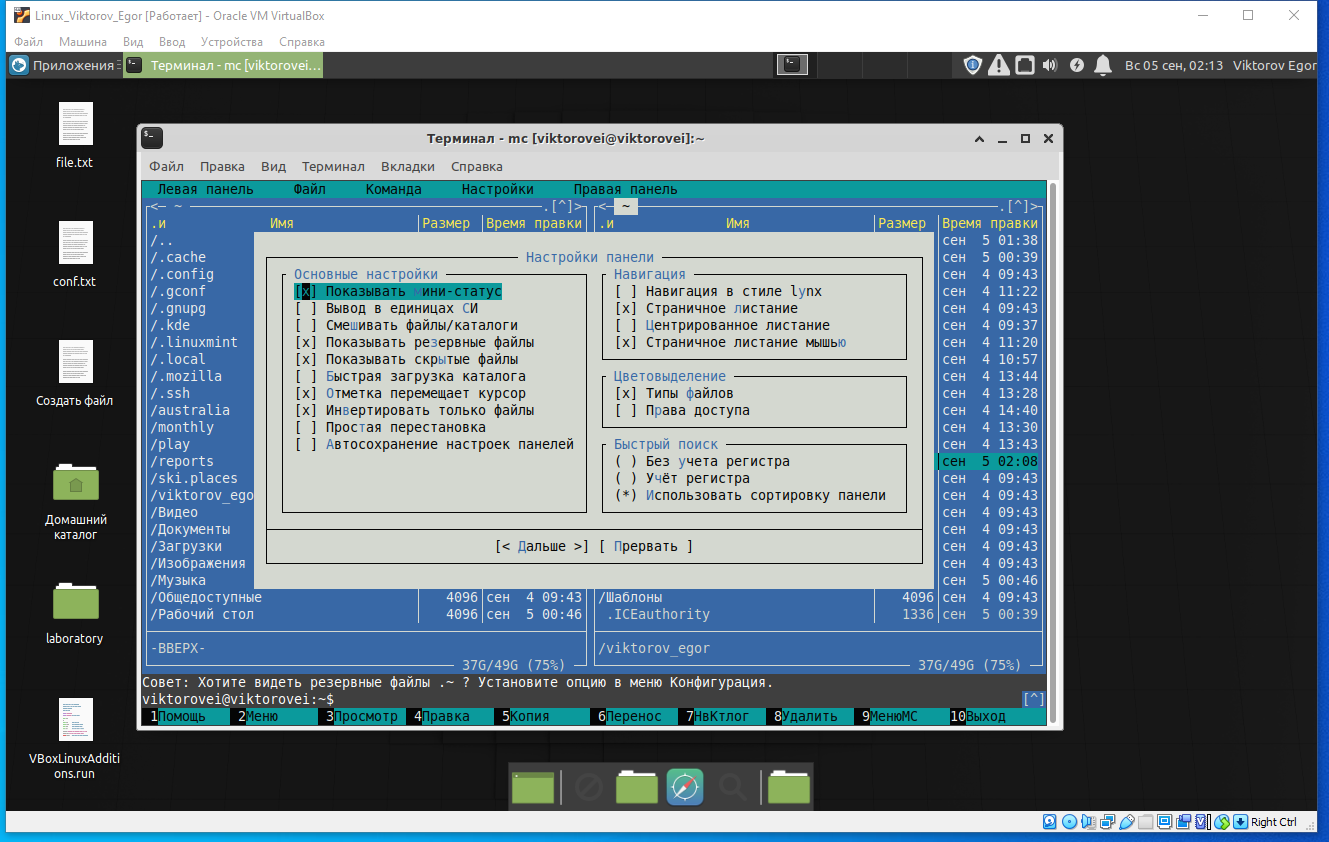 Linux_Viktorov_Egor [Работает] - Oracle VM VirtualBox
Файл Машина Вид Ввод Устройства Справка
Приложения Терминал - mc [viktorovei... Вс 05 сен, 02:13 Viktorov Egor
file.txt
conf.txt
Создать файл
Домашний
каталог
laboratory
VBoxLinuxAdditi
ons.run
Терминал - mc [viktorovei@viktorovei]:~
Файл Правка Вид Терминал Вкладки Справка
Левая панель Файл Команда Настройки Правая панель
<─ ~ .[^]> <─ ~ .[^]>
.и Имя Размер Время правки .и Имя Размер Время правки
/.. сен 5 01:38
/.cache сен 5 00:39
/.config сен 4 09:43
/.gconf сен 4 11:22
/.gnupg сен 4 09:43
/.kde сен 4 09:37
/.linuxmint сен 4 11:20
/.local сен 4 10:57
/.mozilla сен 4 13:44
/.ssh сен 4 13:28
/australia сен 4 14:40
/monthly сен 4 13:30
/play сен 4 13:43
/reports сен 5 02:08
/ski.places сен 4 09:43
/viktorov_ego сен 4 09:43
/Видео сен 4 09:43
/Документы сен 4 09:43
/Загрузки сен 4 09:43
/Изображения сен 4 09:43
/Музыка сен 5 00:46
/Общедоступные 4096 сен 4 09:43 /Шаблоны 4096 сен 4 09:43
/Рабочий стол 4096 сен 5 00:46 .ICEauthority 1336 сен 5 00:39
-ВВЕРХ- /viktorov_egor
37G/49G (75%) 37G/49G (75%)
Настройки панели
Основные настройки
[x] Показывать мини-статус
[ ] Вывод в единицах СИ
[ ] Смешивать файлы/каталоги
[x] Показывать резервные файлы
[x] Показывать скрытые файлы
[ ] Быстрая загрузка каталога
[x] Отметка перемещает курсор
[x] Инвертировать только файлы
[ ] Простая перестановка
[ ] Автосохранение настроек панелей
Навигация
[ ] Навигация в стиле lynx
[x] Страничное листание
[ ] Центрированное листание
[x] Страничное листание мышью
Цветовыделение
[x] Типы файлов
[ ] Права доступа
Быстрый поиск
( ) Без учета регистра
( ) Учёт регистра
(*) Использовать сортировку панели
[< Дальше >] [ Прервать ]
Совет: Хотите видеть резервные файлы .~ ? Установите опцию в меню Конфигурация.
viktorovei@viktorovei:~$ [^]
1Помощь 2Меню 3Просмотр 4Правка 5Копия 6Перенос 7НвКтлог 8Удалить 9МенюМС 10Выход
Right Ctrl